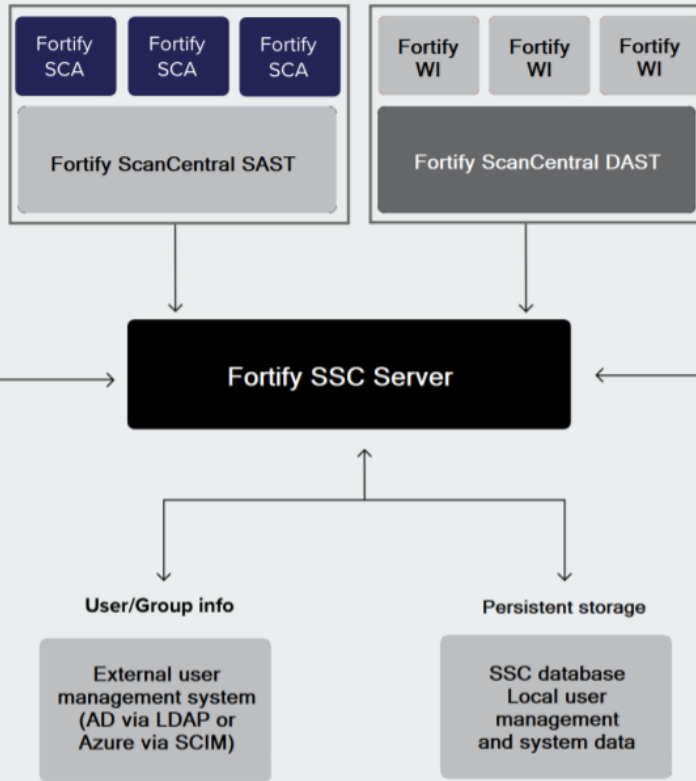 Fortify
SCA
Fortify
SCA
Fortify
SCA
Fortify ScanCentral SAST
Fortify
WI
Fortify
WI
Fortify
WI
Fortify ScanCentral DAST
Fortify SSC Server
User/Group info
External user
management system
(AD via LDAP or
Azure via SCIM)
Persistent storage
SSC database
Local user
management
and system data